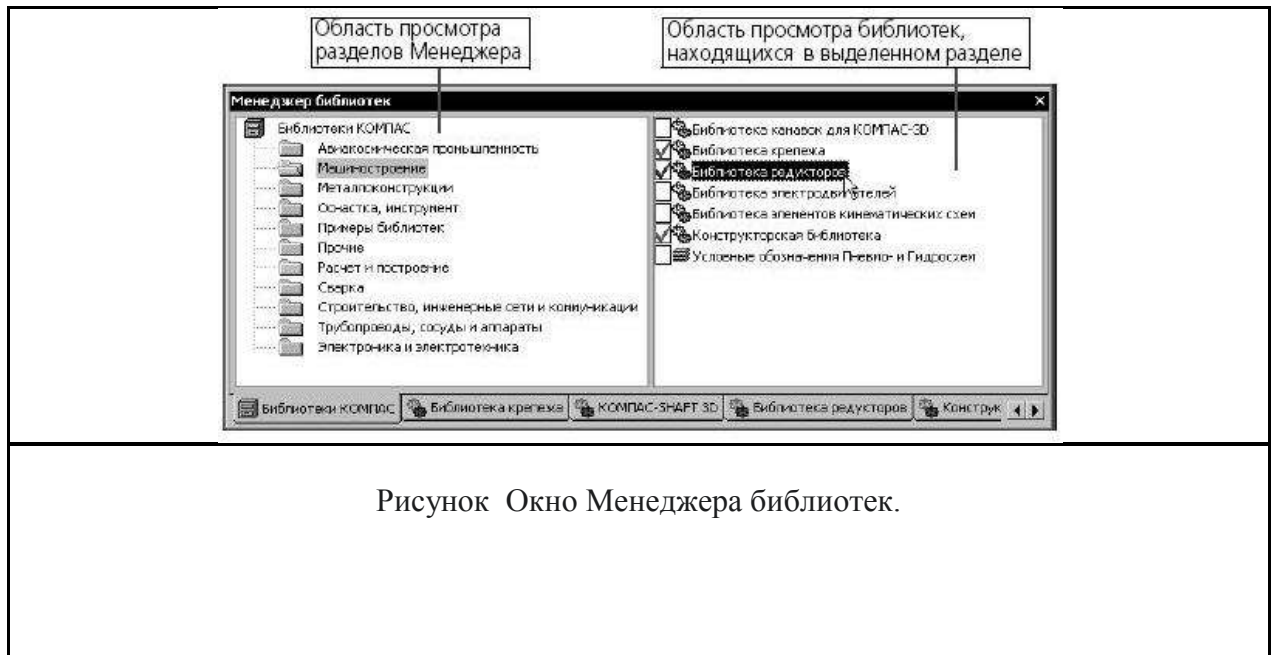 Область просмотра
разделов Менеджера
Область просмотра библиотек,
находящихся в выделенном разделе
Менеджер библиотек
Библиотеки КОМПАС
Авиакосмическая промышленность
Машиностроение
Металлоконструкции
Оснастка, инструмент
Примеры библиотек
Прочие
Расчет и построение
Сварка
Строительство, инженерные сети и коммуникации
Трубопроводы, сосуды и аппараты
Электроника и электротехника
Библиотека канавок для КОМПАС-3D
Библиотека крепежа
Библиотека редукторов
Библиотека электродвигателей
Библиотека элементов кинематических схем
Конструкторская библиотека
Условные обозначения Пневмо- и Гидросхем
Библиотеки КОМПАС Библиотека крепежа КОМПАС-SHAFT 3D Библиотека редукторов Конструк
Рисунок Окно Менеджера библиотек.